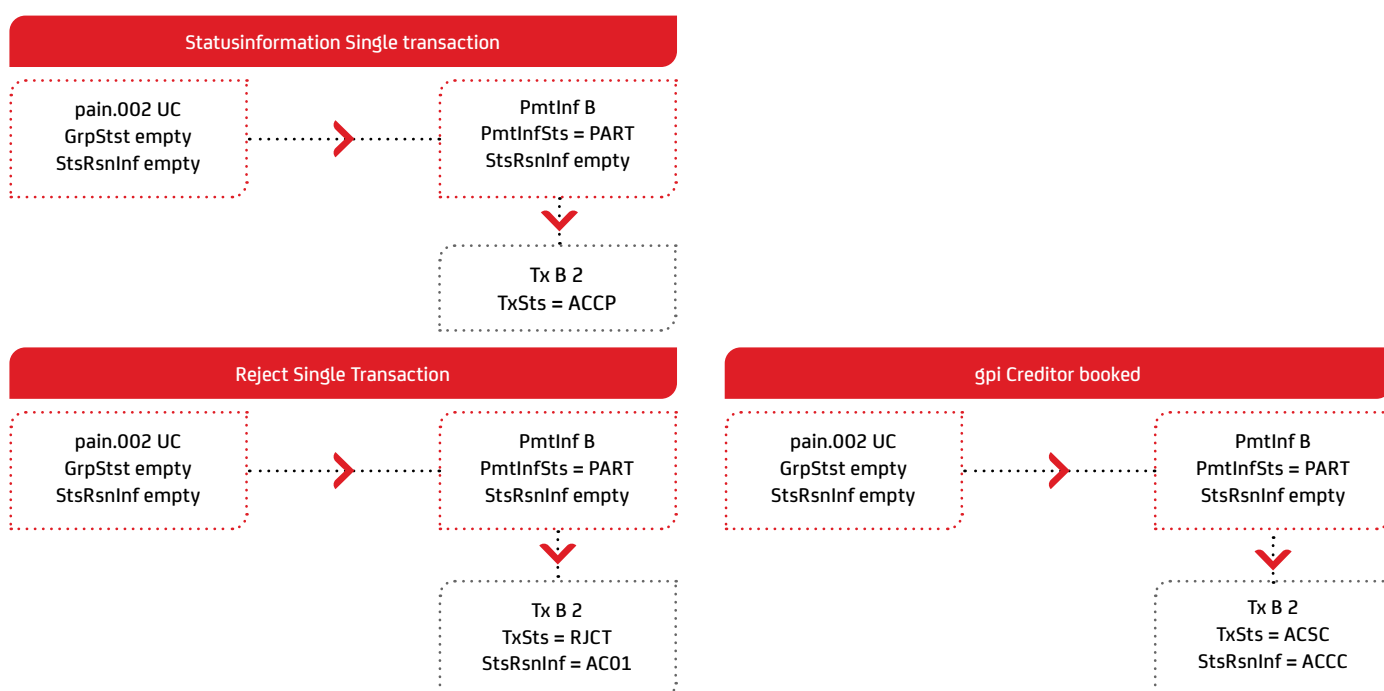 Statusinformation Single transaction
pain.002 UC
GrpStst empty
StsRsnInf empty
PmtInf B
PmtInfSts = PART
StsRsnInf empty
Tx B 2
TxSts = ACCP
Reject Single Transaction
pain.002 UC
GrpStst empty
StsRsnInf empty
PmtInf B
PmtInfSts = PART
StsRsnInf empty
Tx B 2
TxSts = RJCT
StsRsnInf = AC01
gpi Creditor booked
pain.002 UC
GrpStst empty
StsRsnInf empty
PmtInf B
PmtInfSts = PART
StsRsnInf empty
Tx B 2
TxSts = ACSC
StsRsnInf = ACCC